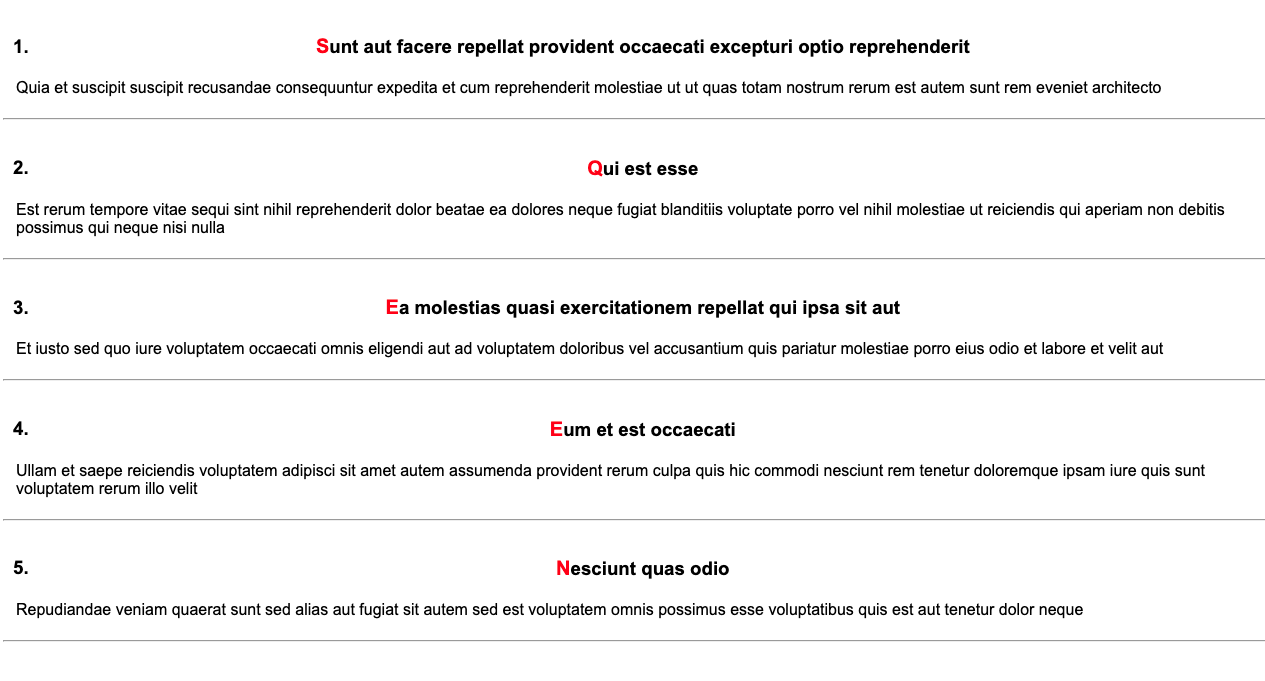 1. Sunt aut facere repellat provident occaecati excepturi optio reprehenderit
Quia et suscipit suscipit recusandae consequuntur expedita et cum reprehenderit molestiae ut ut quas totam nostrum rerum est autem sunt rem eveniet architecto
2. Qui est esse
Est rerum tempore vitae sequi sint nihil reprehenderit dolor beatae ea dolores neque fugiat blanditiis voluptate porro vel nihil molestiae ut reiciendis qui aperiam non debitis
possimus qui neque nisi nulla
3. Ea molestias quasi exercitationem repellat qui ipsa sit aut
Et iusto sed quo iure voluptatem occaecati omnis eligendi aut ad voluptatem doloribus vel accusantium quis pariatur molestiae porro eius odio et labore et velit aut
4. Eum et est occaecati
Ullam et saepe reiciendis voluptatem adipisci sit amet autem assumenda provident rerum culpa quis hic commodi nesciunt rem tenetur doloremque ipsam iure quis sunt
voluptatem rerum illo velit
5. Nesciunt quas odio
Repudiandae veniam quaerat sunt sed alias aut fugiat sit autem sed est voluptatem omnis possimus esse voluptatibus quis est aut tenetur dolor neque